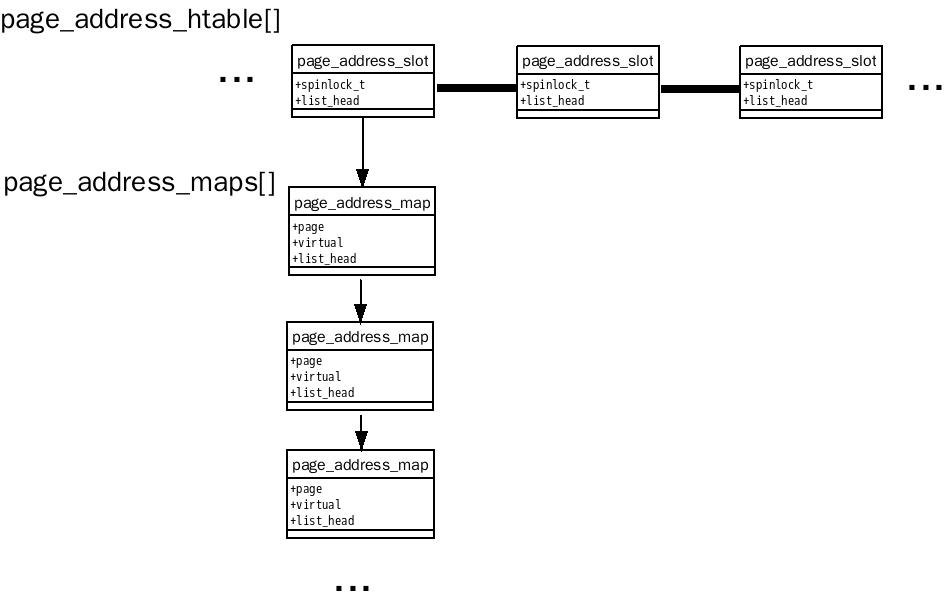 page_address_htable[]
...
page_address_slot
+spinlock_t
+list_head
page_address_slot
+spinlock_t
+list_head
page_address_slot
+spinlock_t
+list_head
...
page_address_maps[]
page_address_map
+page
+virtual
+list_head
page_address_map
+page
+virtual
+list_head
page_address_map
+page
+virtual
+list_head
...